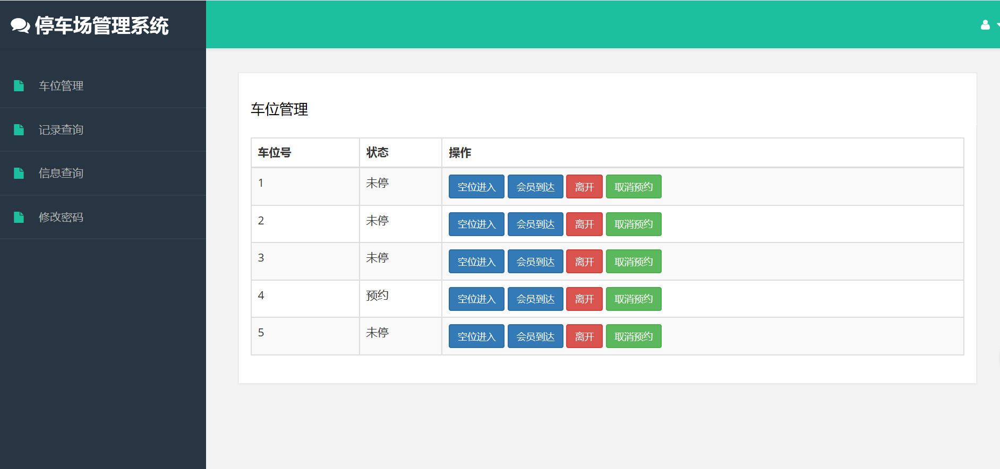 停车场管理系统
车位管理
记录查询
信息查询
修改密码
车位管理
车位号 状态 操作
1 未停 空位进入 会员到达 离开 取消预约
2 未停 空位进入 会员到达 离开 取消预约
3 未停 空位进入 会员到达 离开 取消预约
4 预约 空位进入 会员到达 离开 取消预约
5 未停 空位进入 会员到达 离开 取消预约